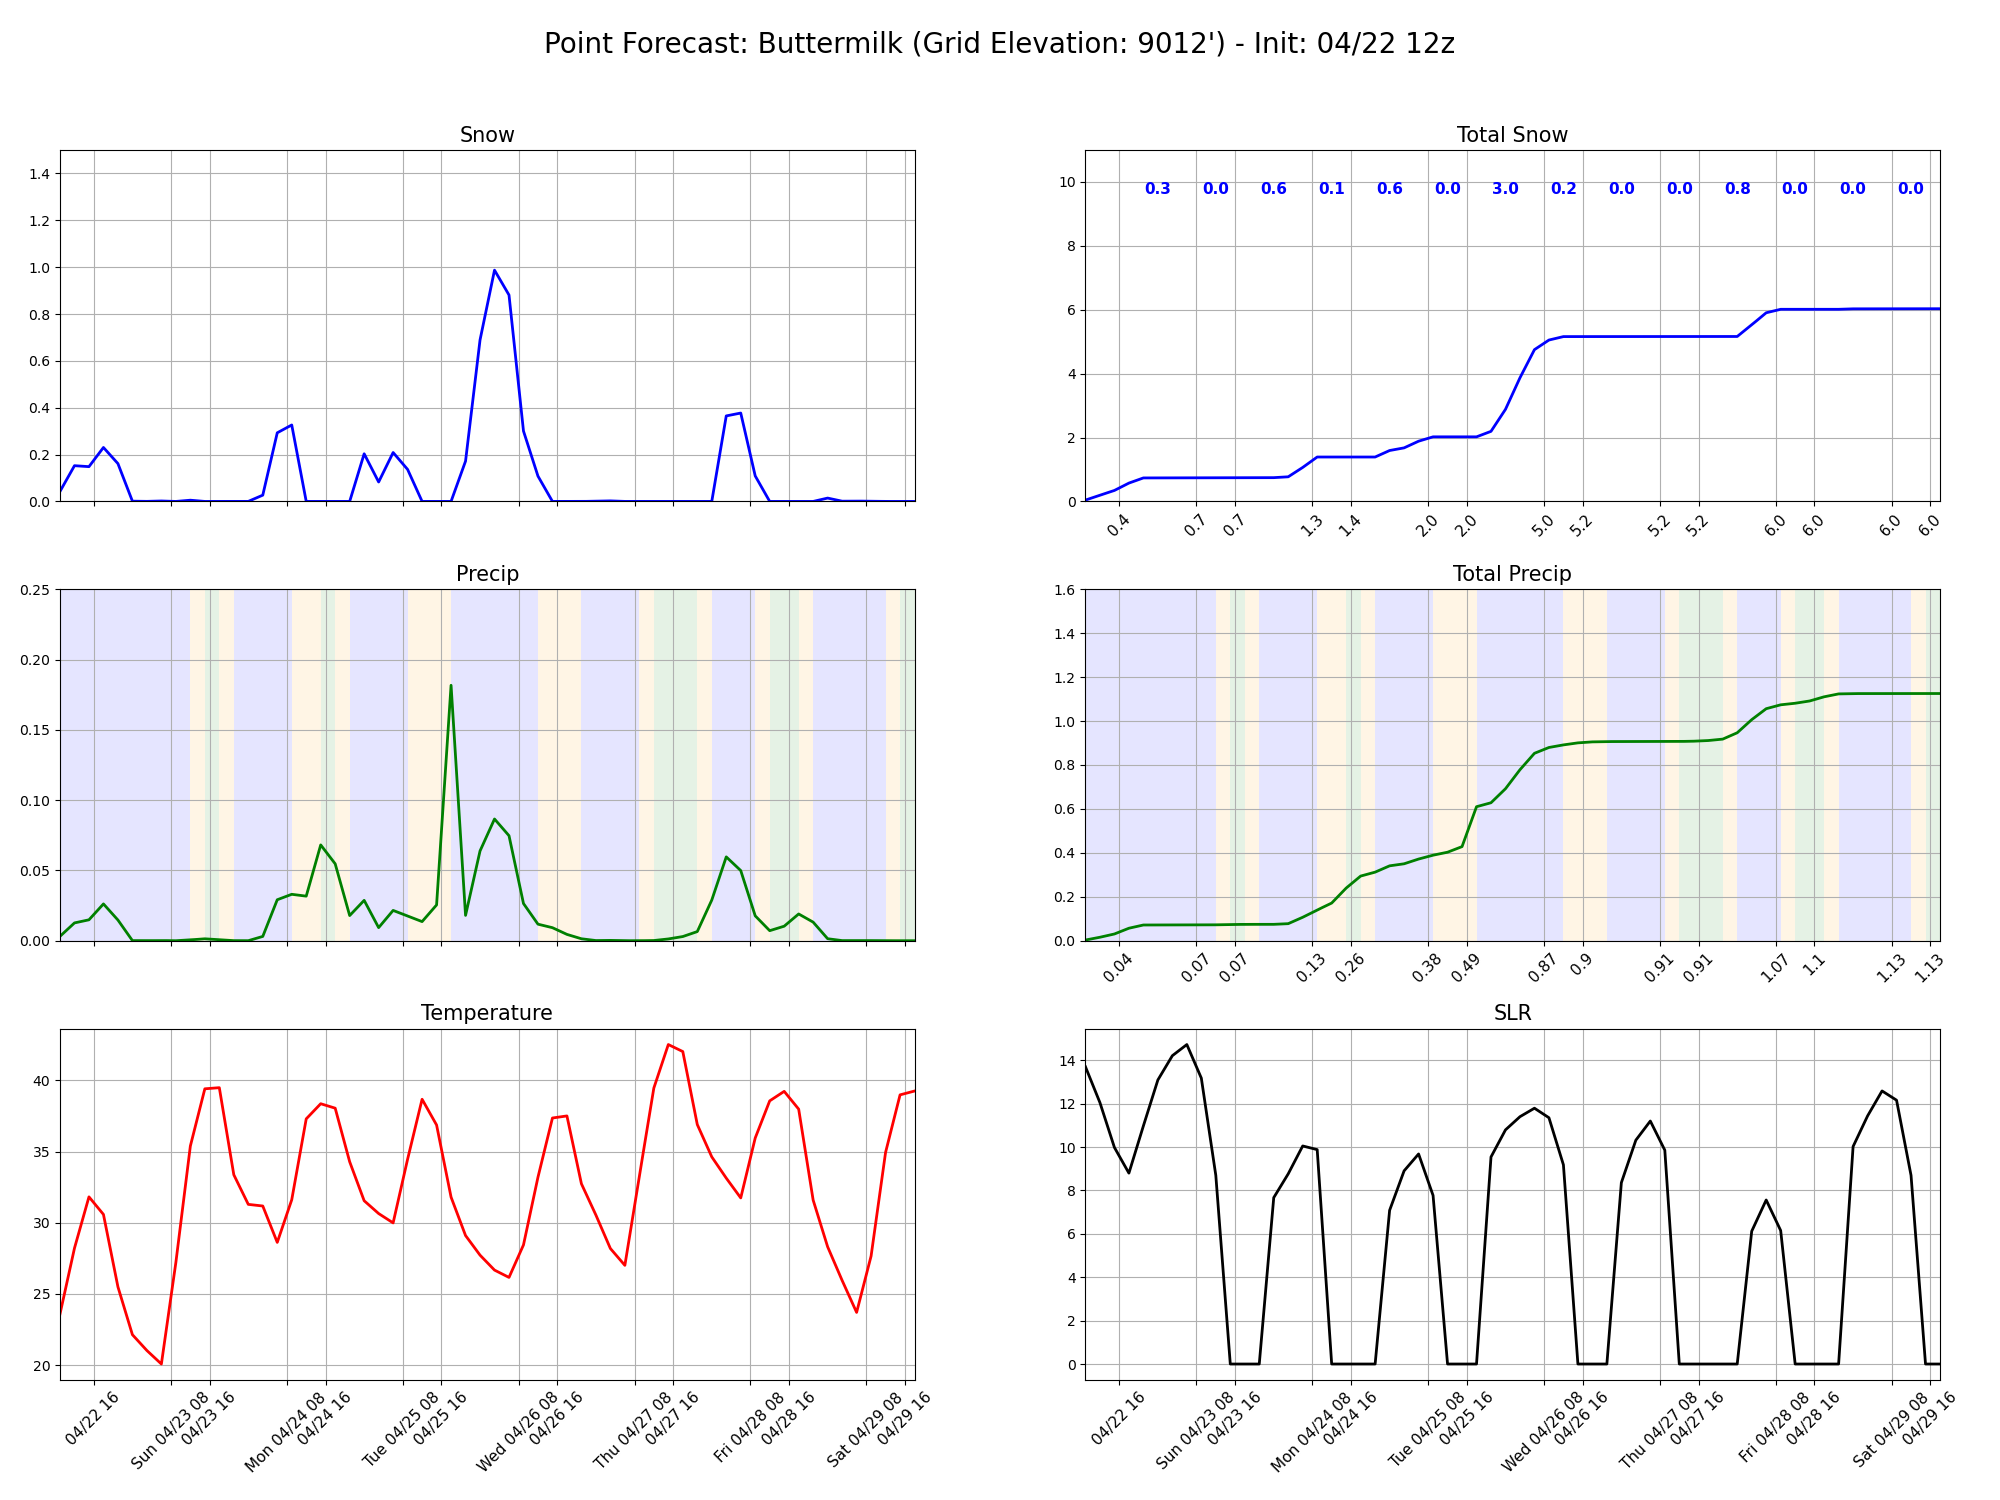 Point Forecast: Buttermilk (Grid Elevation: 9012') - Init: 04/22 12z
Snow
1.4
1.2
1.0
0.8
0.6
0.4
0.2
0.0
Total Snow
10
8
6
4
2
0
0.3 0.0 0.6 0.1 0.6 0.0 3.0 0.2 0.0 0.0 0.8 0.0 0.0 0.0
0.4 0.7 0.7 1.3 1.4 2.0 2.0 5.0 5.2 5.2 5.2 6.0 6.0 6.0 6.0
Precip
0.25
0.20
0.15
0.10
0.05
0.00
Total Precip
1.6
1.4
1.2
1.0
0.8
0.6
0.4
0.2
0.0
0.04 0.07 0.07 0.13 0.26 0.38 0.49 0.87 0.9 0.91 0.91 1.07 1.1 1.13 1.13
Temperature
40
35
30
25
20
04/22 16
Sun 04/23 08
04/23 16
Mon 04/24 08
04/24 16
Tue 04/25 08
04/25 16
Wed 04/26 08
04/26 16
Thu 04/27 08
04/27 16
Fri 04/28 08
04/28 16
Sat 04/29 08
04/29 16
SLR
14
12
10
8
6
4
2
0
04/22 16
Sun 04/23 08
04/23 16
Mon 04/24 08
04/24 16
Tue 04/25 08
04/25 16
Wed 04/26 08
04/26 16
Thu 04/27 08
04/27 16
Fri 04/28 08
04/28 16
Sat 04/29 08
04/29 16